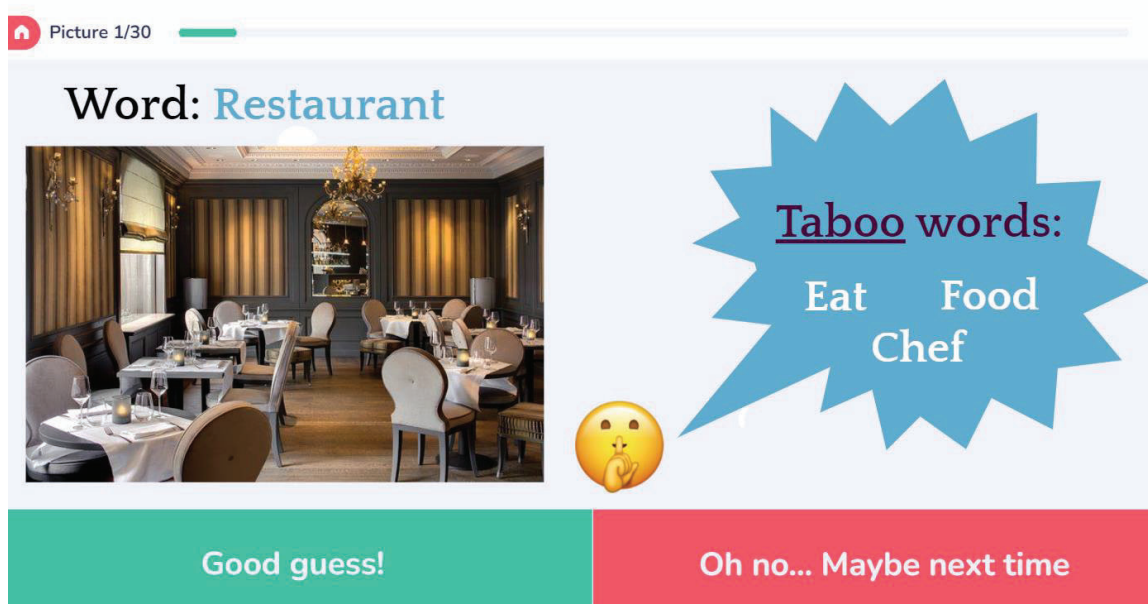 Picture 1/30
Word: Restaurant
Taboo words:
Eat Food
Chef
Good guess!
Oh no... Maybe next time